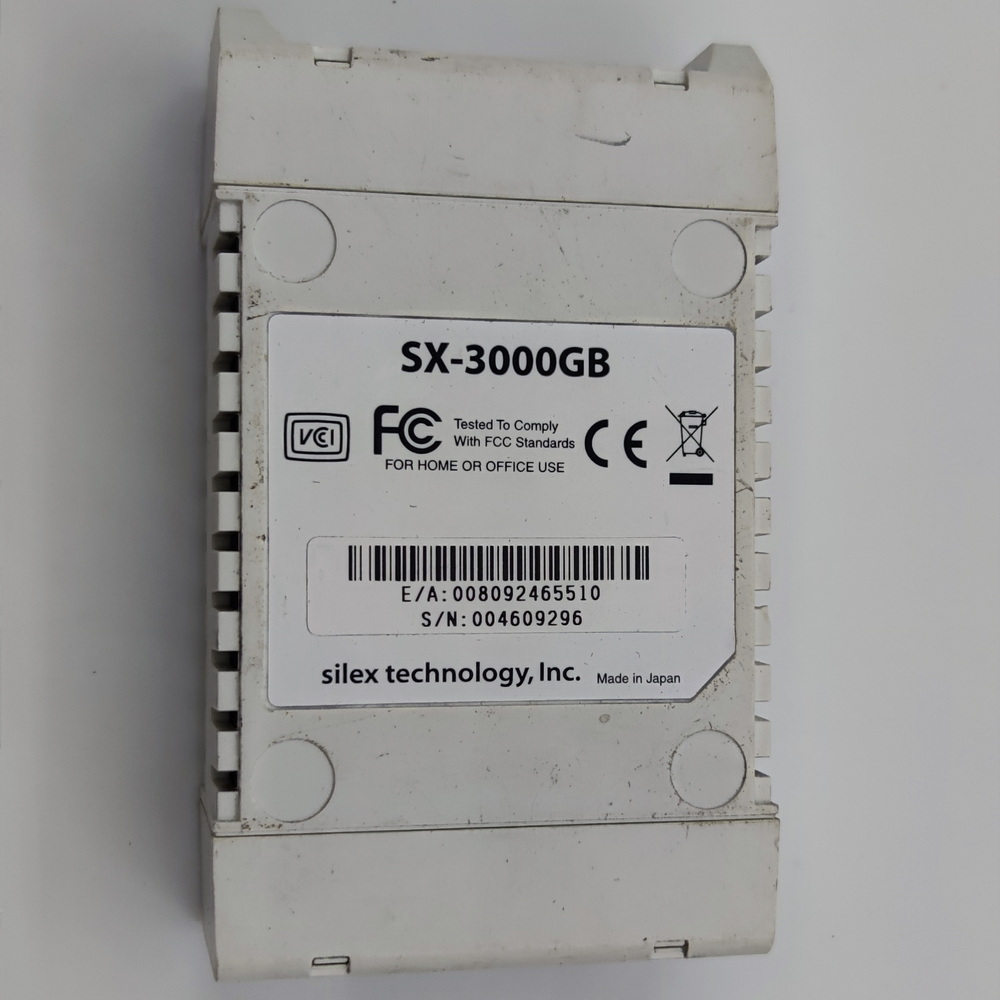 SX-3000GB
VCI
FC Tested To Comply
With FCC Standards
FOR HOME OR OFFICE USE
CE
E/A:008092465510
S/N:004609296
silex technology, Inc. Made in Japan